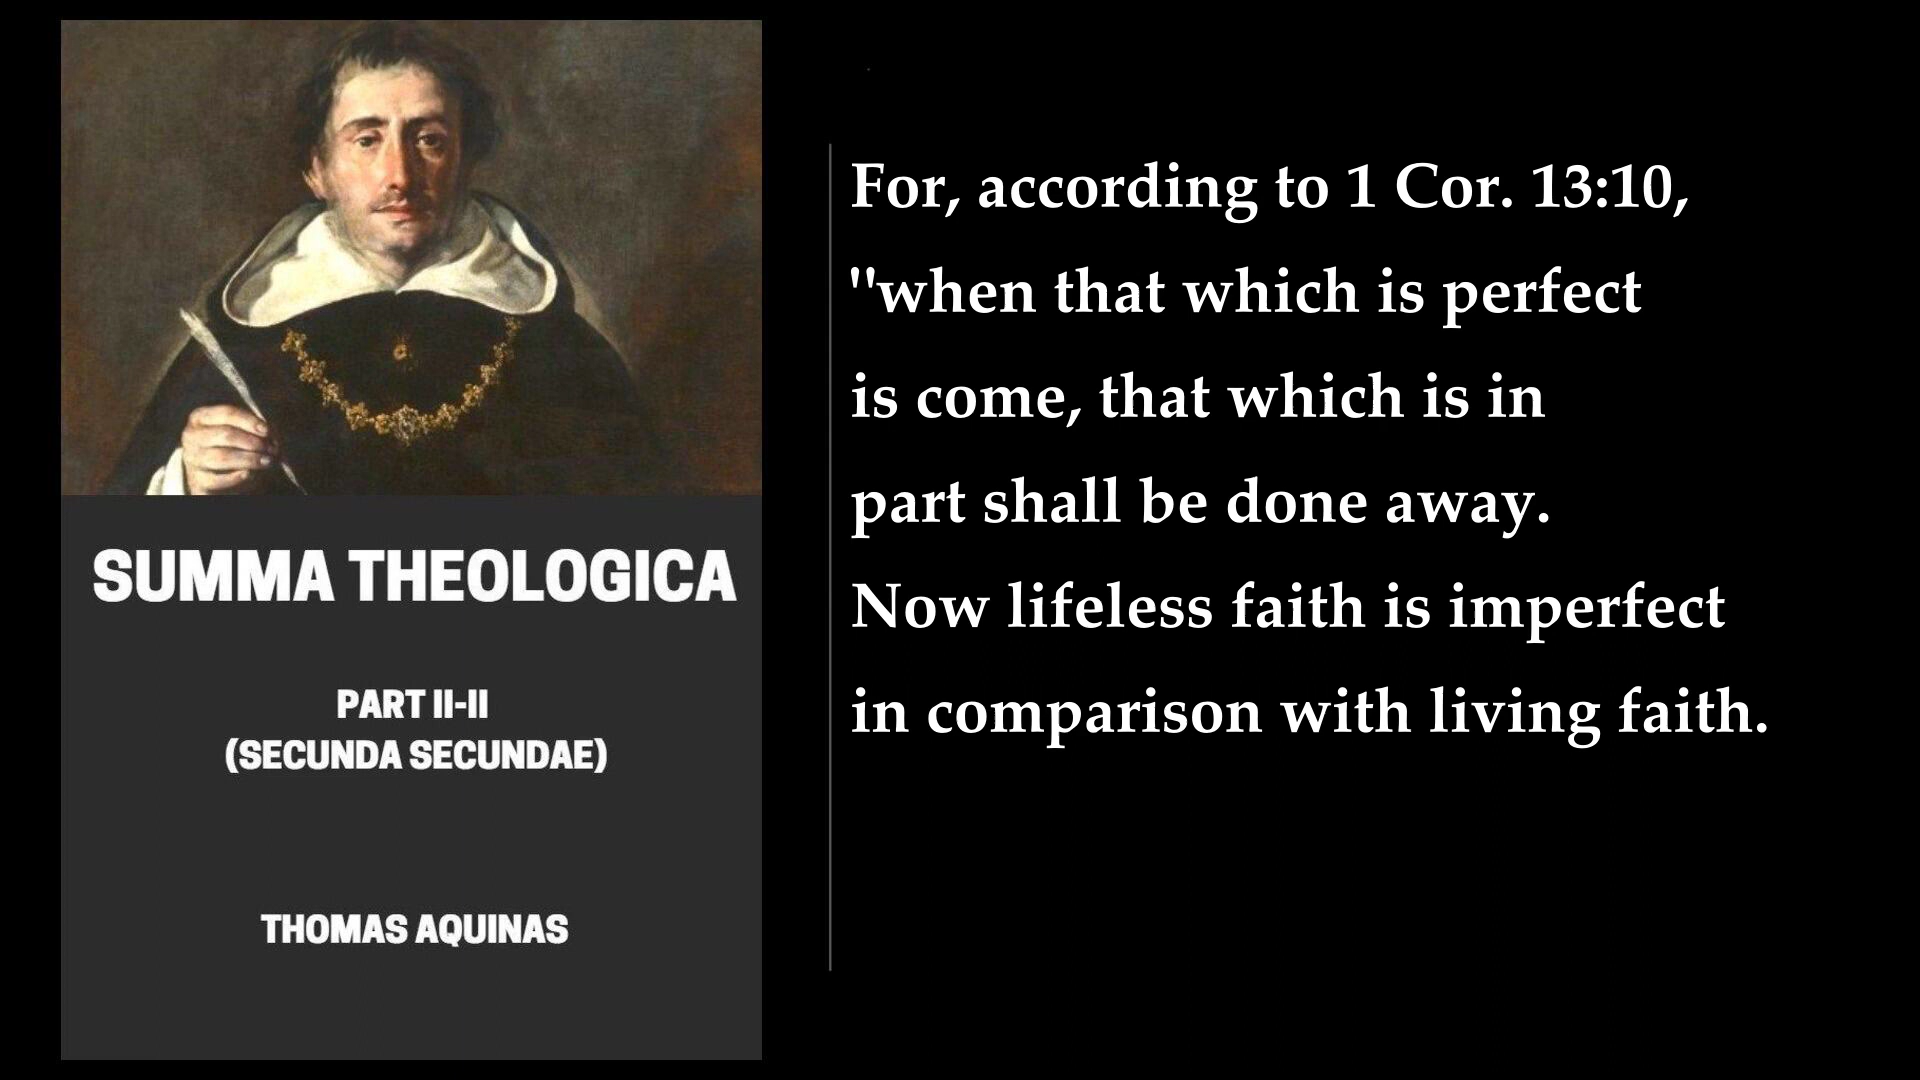 SUMMA THEOLOGICA
PART II-II
(SECUNDA SECUNDAE)
THOMAS AQUINAS
For, according to 1 Cor. 13:10,
"when that which is perfect
is come, that which is in
part shall be done away.
Now lifeless faith is imperfect
in comparison with living faith.